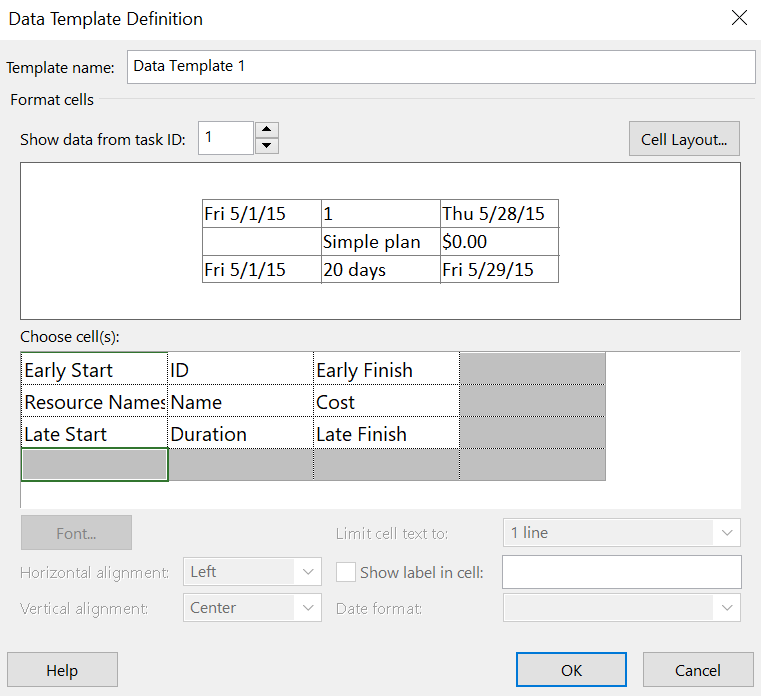 Data Template Definition
Template name: Data Template 1
Format cells
Show data from task ID: 1 Cell Layout...
Fri 5/1/15 1 Thu 5/28/15
Simple plan $0.00
Fri 5/1/15 20 days Fri 5/29/15
Choose cell(s):
Early Start ID Early Finish
Resource Names Name Cost
Late Start Duration Late Finish
Font... Limit cell text to: 1 line
Horizontal alignment: Left Show label in cell:
Vertical alignment: Center Date format:
Help OK Cancel